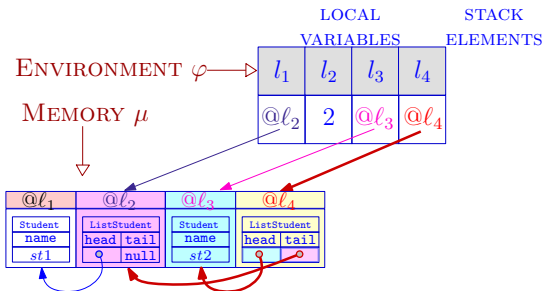 LOCAL VARIABLES
STACK ELEMENTS
ENVIRONMENT φ
l₁ l₂ l₃ l₄
@ℓ₂ 2 @ℓ₃ @ℓ₄
MEMORY μ
@ℓ₁ @ℓ₂ @ℓ₃ @ℓ₄
Student ListStudent Student ListStudent
name head tail name head tail
st1 null st2